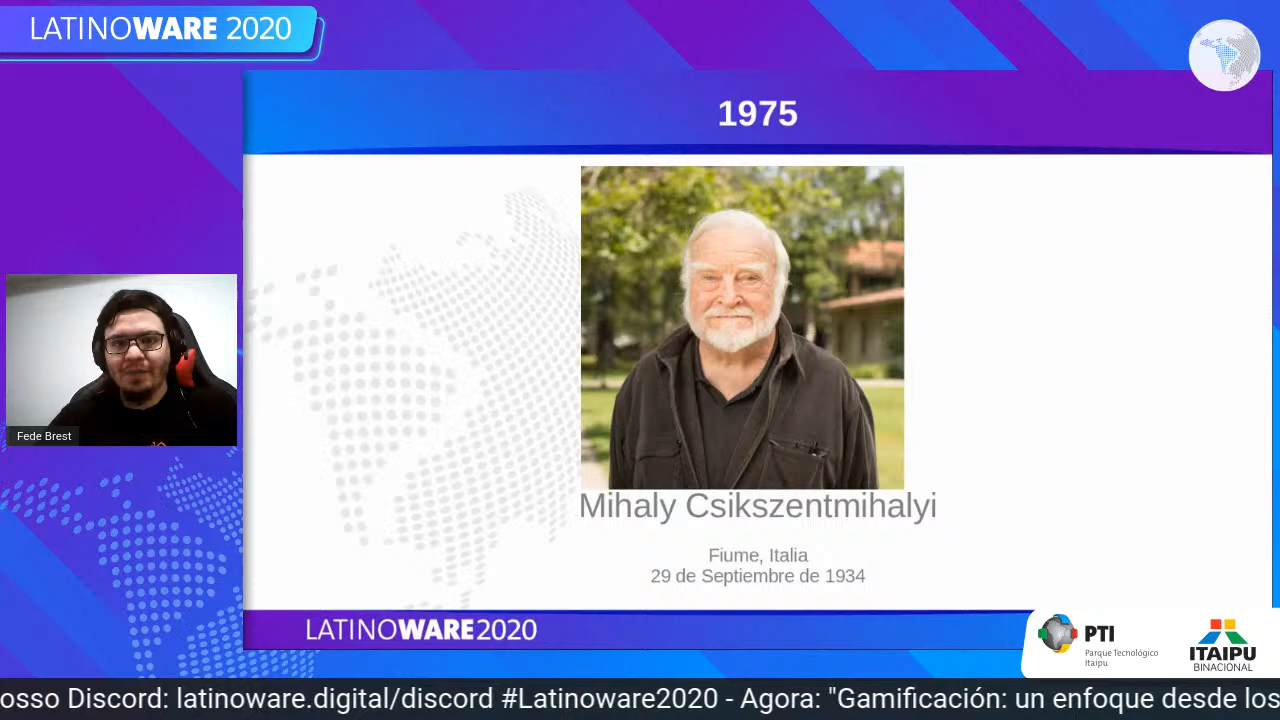 LATINOWARE 2020
1975
Fede Brest
Mihaly Csikszentmihalyi
Fiume, Italia
29 de Septiembre de 1934
LATINOWARE2020
PTI
Parque Tecnológico
Itaipu
ITAIPU
BINACIONAL
osso Discord: latinoware.digital/discord #Latinoware2020 - Agora: "Gamificación: un enfoque desde los